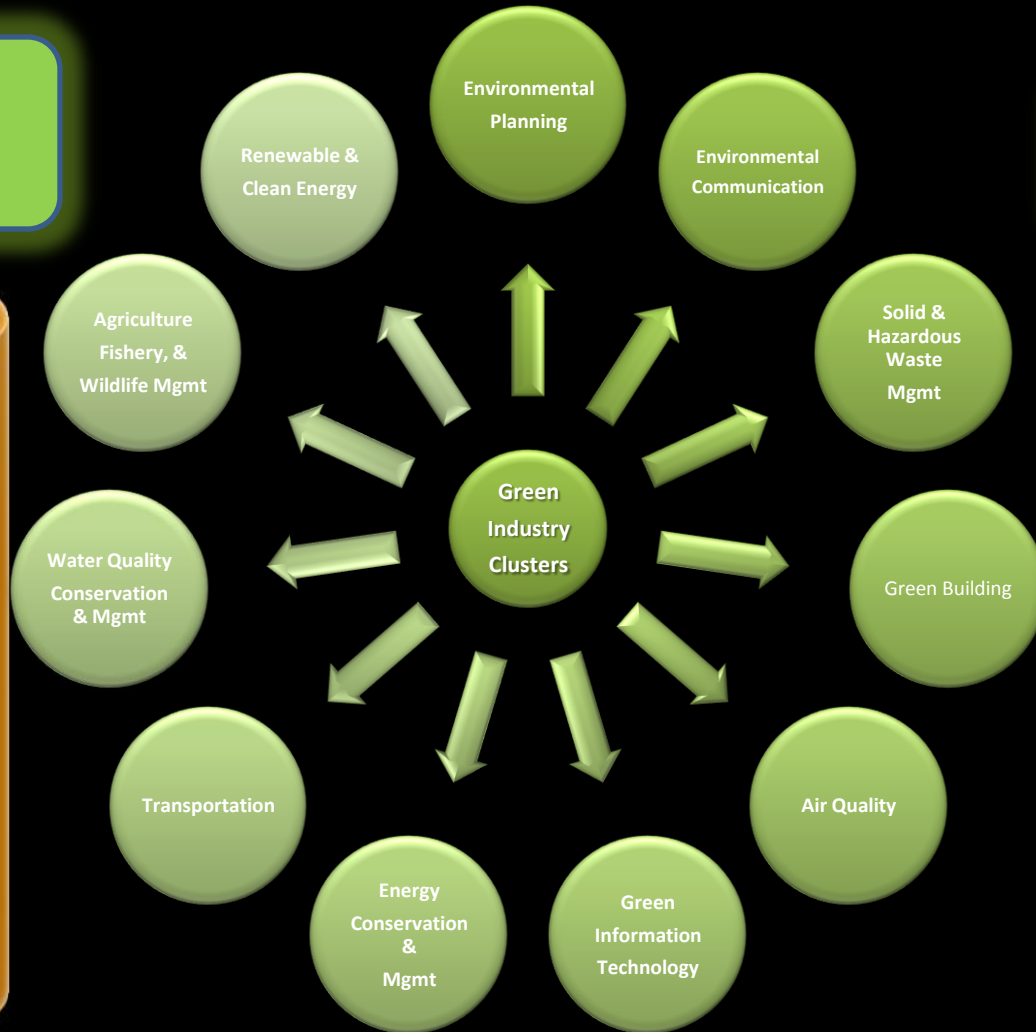 Environmental
Planning
Environmental
Communication
Solid &
Hazardous
Waste
Mgmt
Green Building
Air Quality
Green
Information
Technology
Energy
Conservation
&
Mgmt
Transportation
Water Quality
Conservation
& Mgmt
Agriculture
Fishery, &
Wildlife Mgmt
Renewable &
Clean Energy
Green
Industry
Clusters